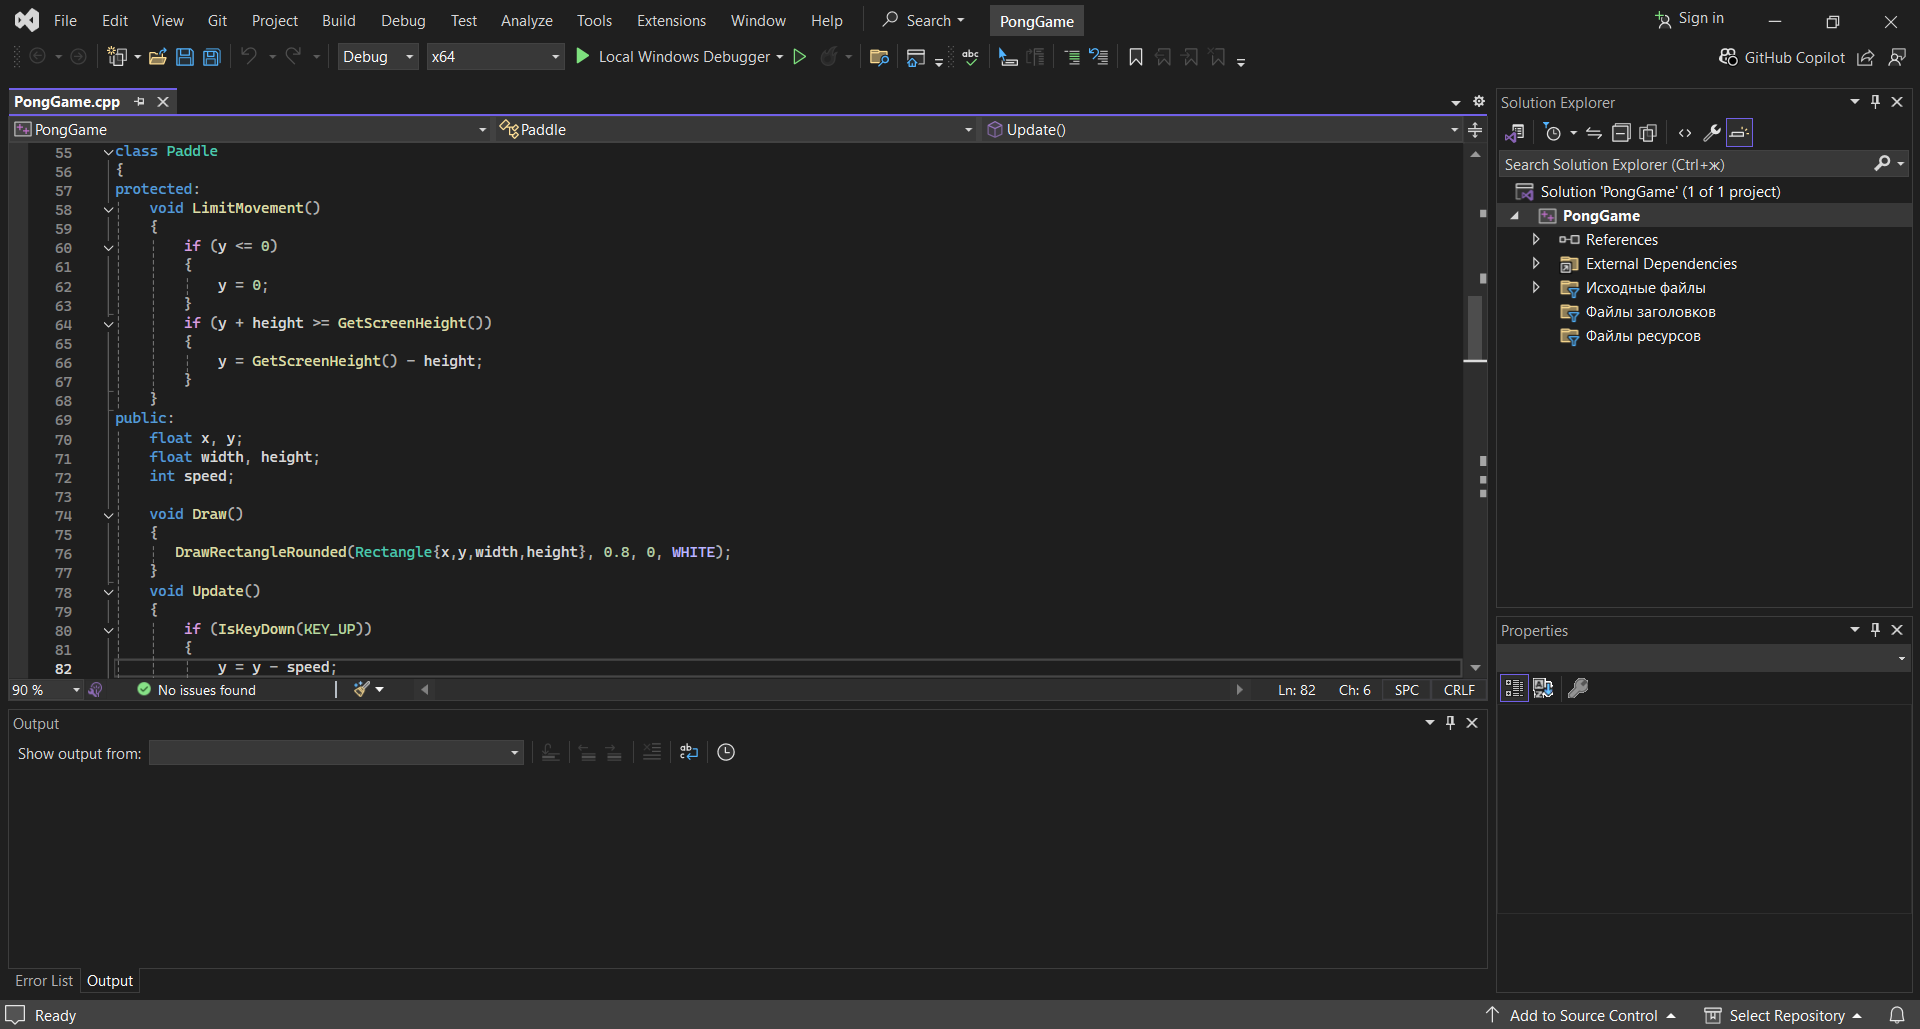 File Edit View Git Project Build Debug Test Analyze Tools Extensions Window Help Search PongGame Sign in
Debug x64 Local Windows Debugger abc GitHub Copilot
PongGame.cpp
PongGame Paddle Update()
55 class Paddle
56 {
57 protected:
58 void LimitMovement()
59 {
60 if (y <= 0)
61 {
62 y = 0;
63 }
64 if (y + height >= GetScreenHeight())
65 {
66 y = GetScreenHeight() - height;
67 }
68 }
69 public:
70 float x, y;
71 float width, height;
72 int speed;
73
74 void Draw()
75 {
76 DrawRectangleRounded(Rectangle{x,y,width,height}, 0.8, 0, WHITE);
77 }
78 void Update()
79 {
80 if (IsKeyDown(KEY_UP))
81 {
82 y = y - speed;
90 % No issues found Ln: 82 Ch: 6 SPC CRLF
Output
Show output from:
Error List Output
Solution Explorer
Search Solution Explorer (Ctrl+ж)
Solution 'PongGame' (1 of 1 project)
PongGame
References
External Dependencies
Исходные файлы
Файлы заголовков
Файлы ресурсов
Properties
Ready Add to Source Control Select Repository